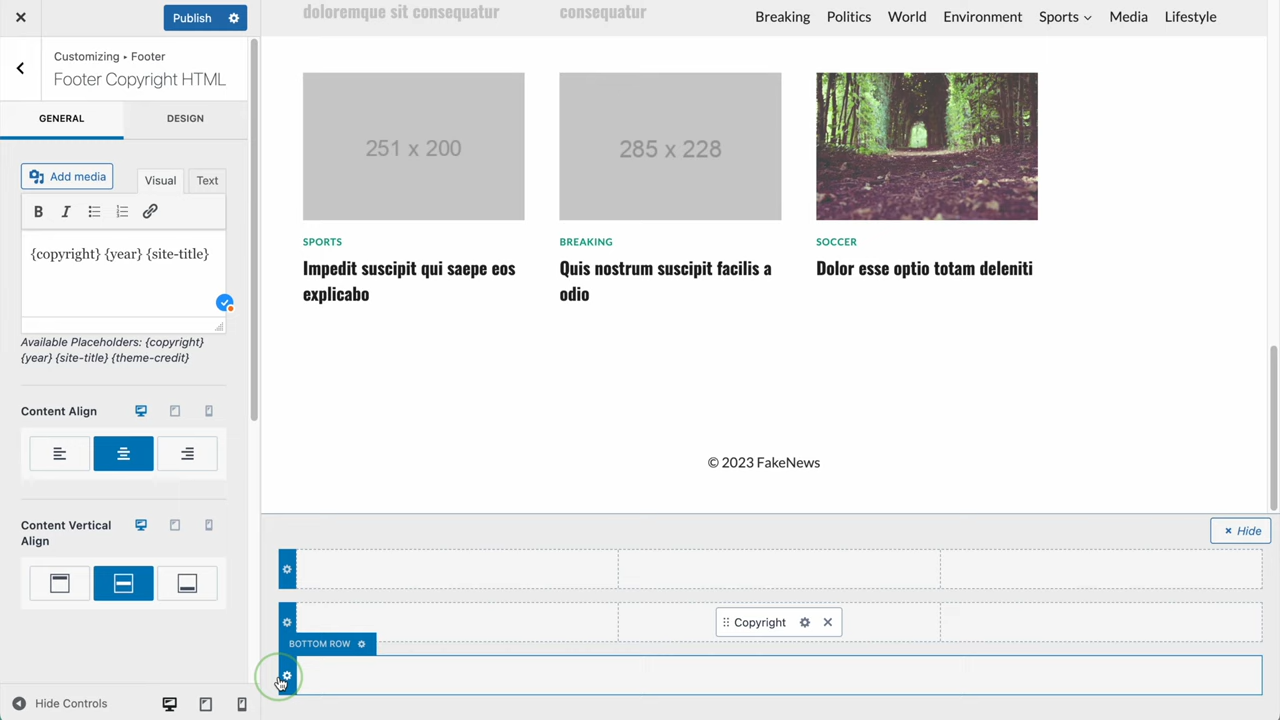 Publish
Customizing ▸ Footer
Footer Copyright HTML
GENERAL
DESIGN
Add media
Visual
Text
B I
{copyright} {year} {site-title}
Available Placeholders: {copyright}
{year} {site-title} {theme-credit}
Content Align
Content Vertical
Align
Hide Controls
doloremque sit consequatur
consequatur
Breaking
Politics
World
Environment
Sports
Media
Lifestyle
251 x 200
285 x 228
SPORTS
Impedit suscipit qui saepe eos
explicabo
BREAKING
Quis nostrum suscipit facilis a
odio
SOCCER
Dolor esse optio totam deleniti
© 2023 FakeNews
× Hide
Copyright
BOTTOM ROW